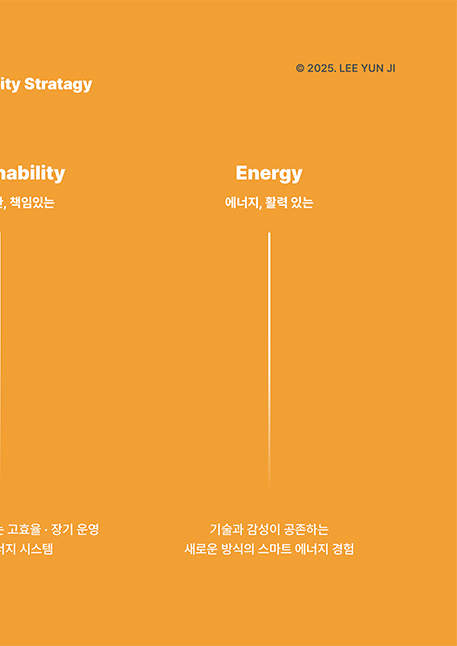 © 2025. LEE YUN JI
ity Stratagy
nability
Energy
, 책임있는
에너지, 활력 있는
고효율 · 장기 운영
너지 시스템
기술과 감성이 공존하는
새로운 방식의 스마트 에너지 경험